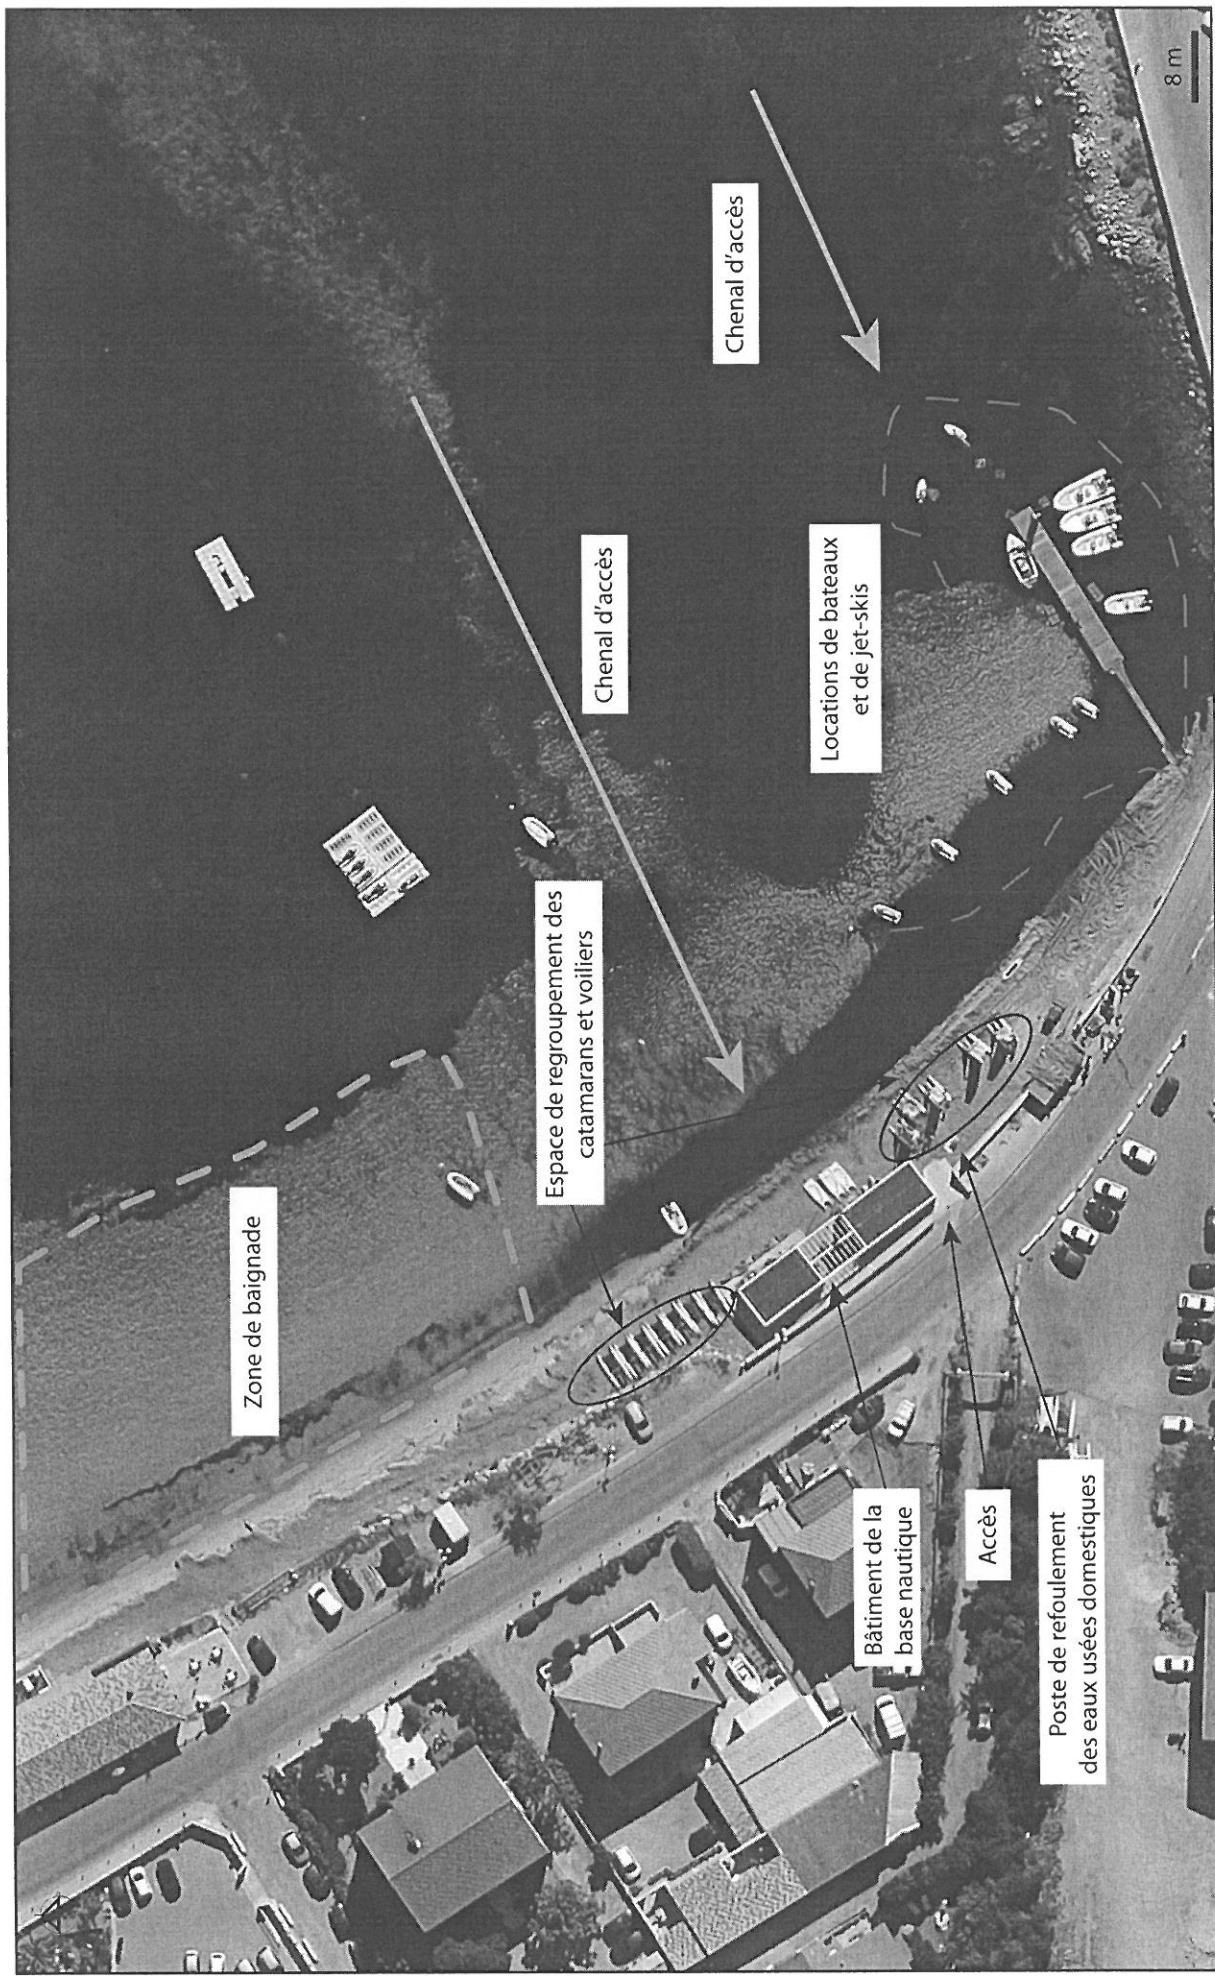 Zone de baignade
Espace de regroupement des
catamarans et voiliers
Chenal d'accès
Chenal d'accès
Locations de bateaux
et de jet-skis
Bâtiment de la
base nautique
Accès
Poste de refoulement
des eaux usées domestiques
8 m